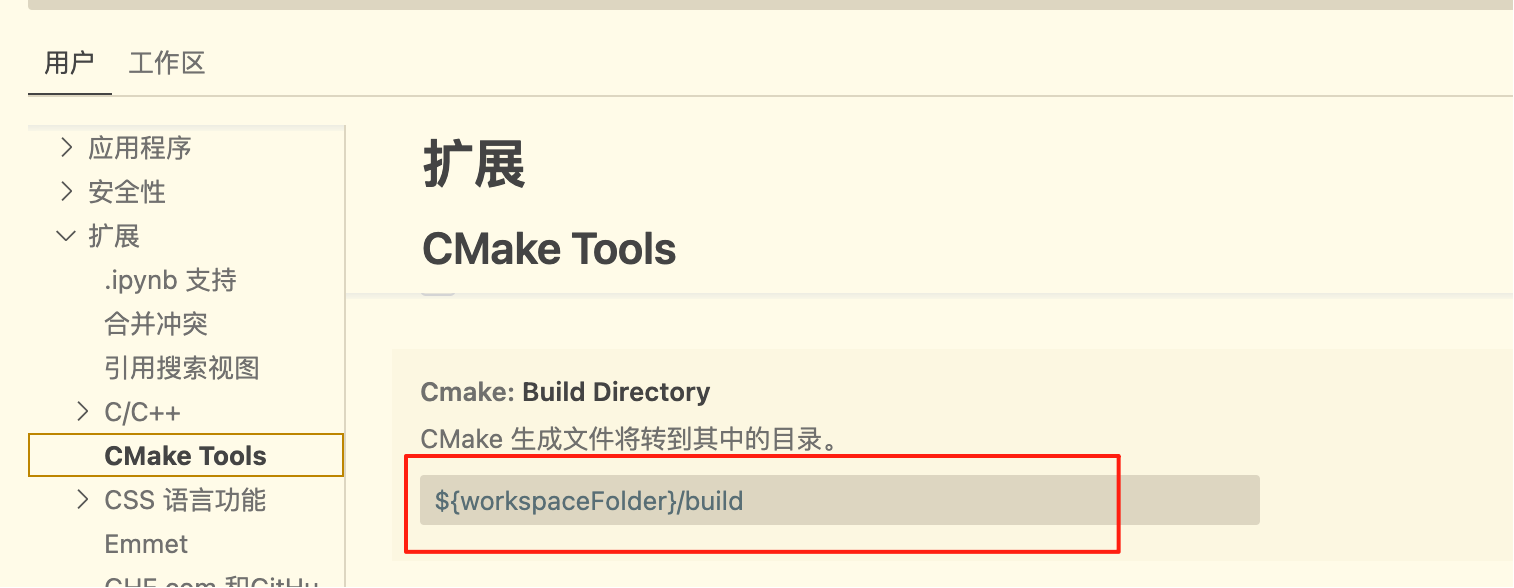 用户 工作区
应用程序
安全性
扩展
.ipynb 支持
合并冲突
引用搜索视图
C/C++
CMake Tools
CSS 语言功能
Emmet
扩展
CMake Tools
Cmake: Build Directory
CMake 生成文件将转到其中的目录。
${workspaceFolder}/build